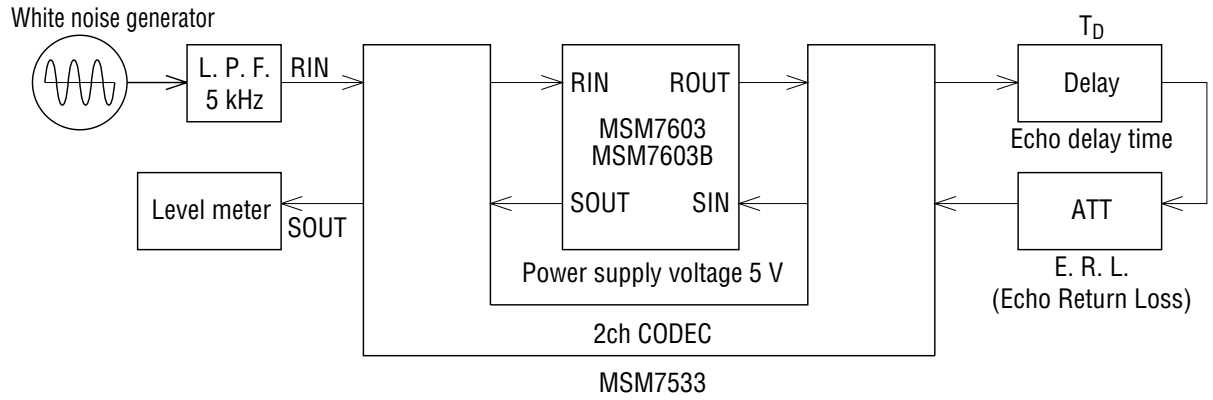 White noise generator
L. P. F.
5 kHz
RIN
RIN
ROUT
MSM7603
MSM7603B
SOUT
SIN
Power supply voltage 5 V
2ch CODEC
MSM7533
TD
Delay
Echo delay time
ATT
E. R. L.
(Echo Return Loss)
Level meter
SOUT